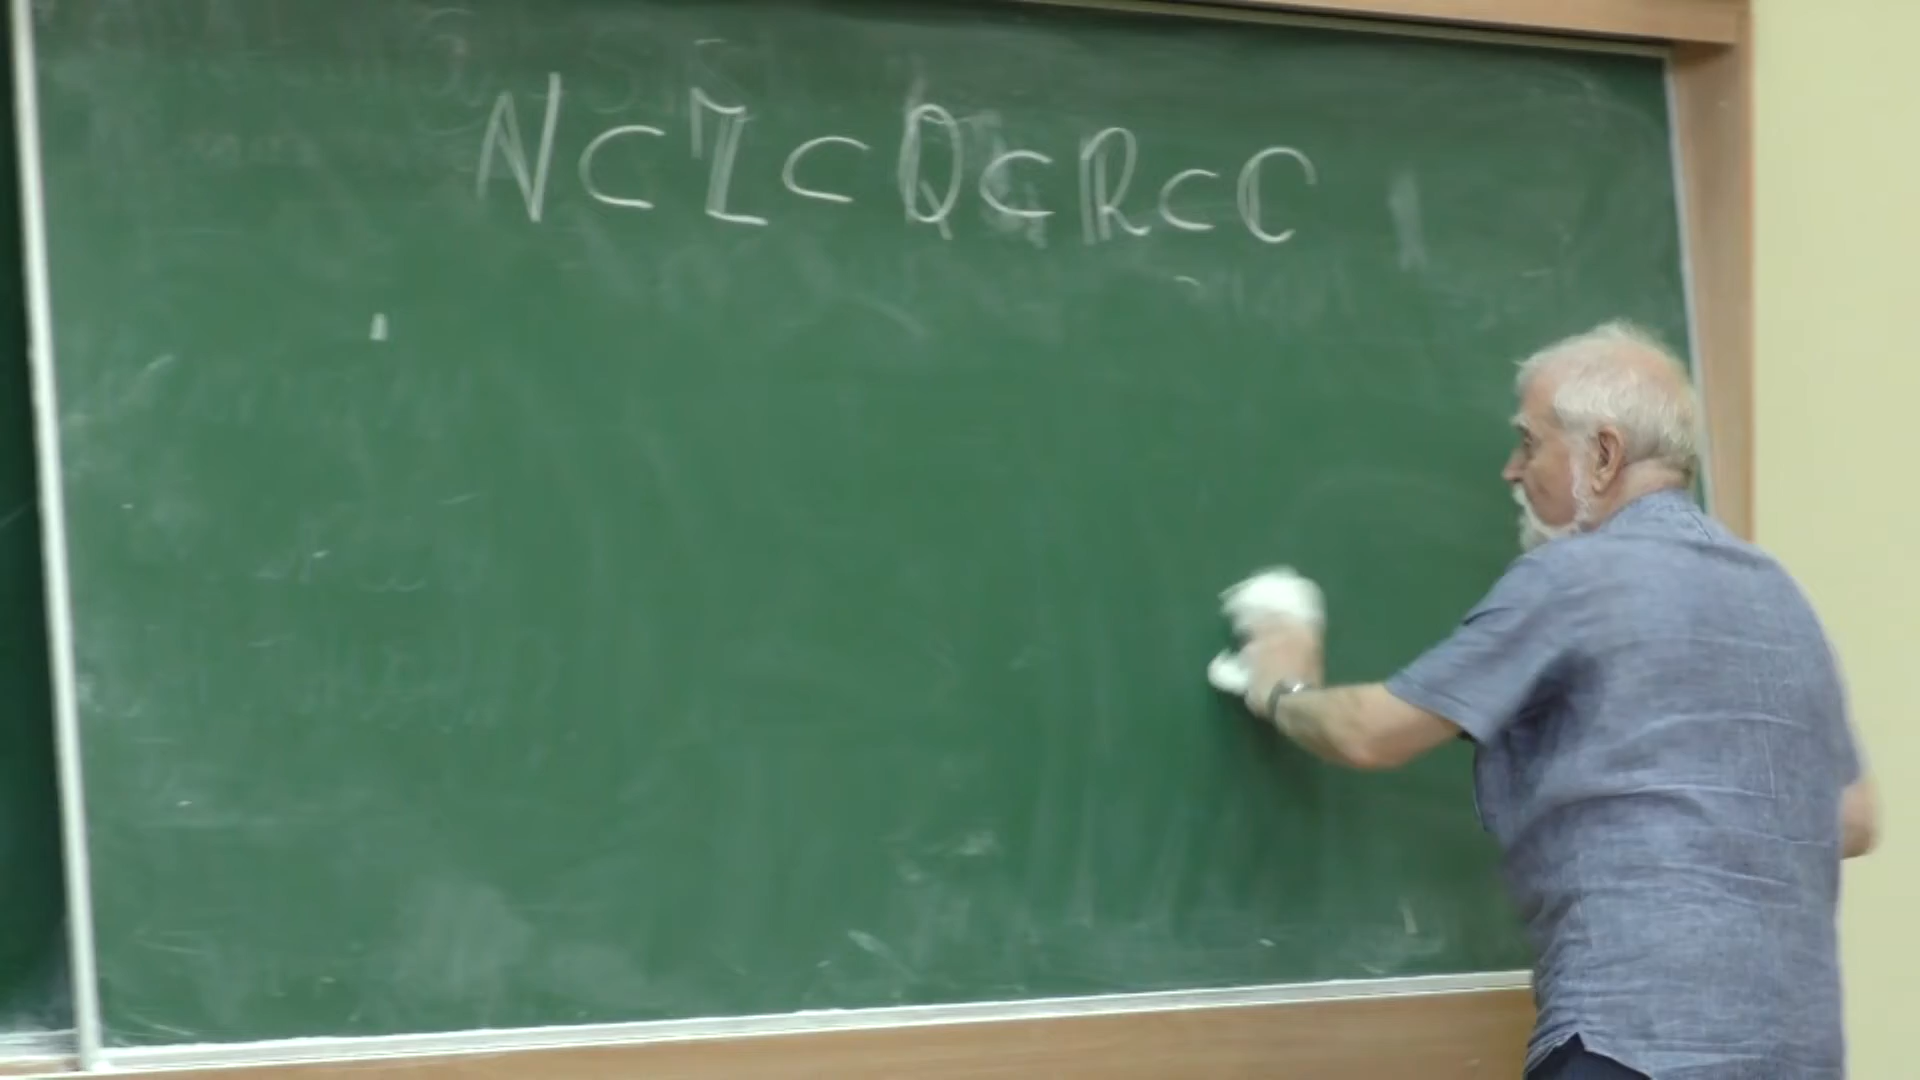 ℕ ⊂ ℤ ⊂ ℚ ⊂ ℝ ⊂ ℂ